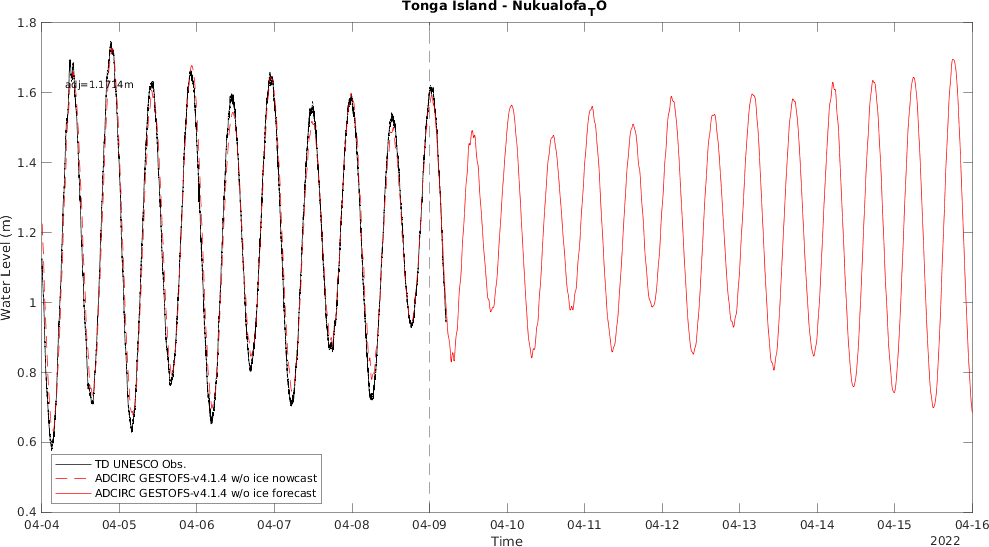 Tonga Island - Nukualofa_TO
1.8
1.6
1.4
1.2
1
0.8
0.6
0.4
Water Level (m)
adj=1.1714m
TD UNESCO Obs.
ADCIRC GESTOFS-v4.1.4 w/o ice nowcast
ADCIRC GESTOFS-v4.1.4 w/o ice forecast
04-04 04-05 04-06 04-07 04-08 04-09 04-10 04-11 04-12 04-13 04-14 04-15 04-16
Time
2022